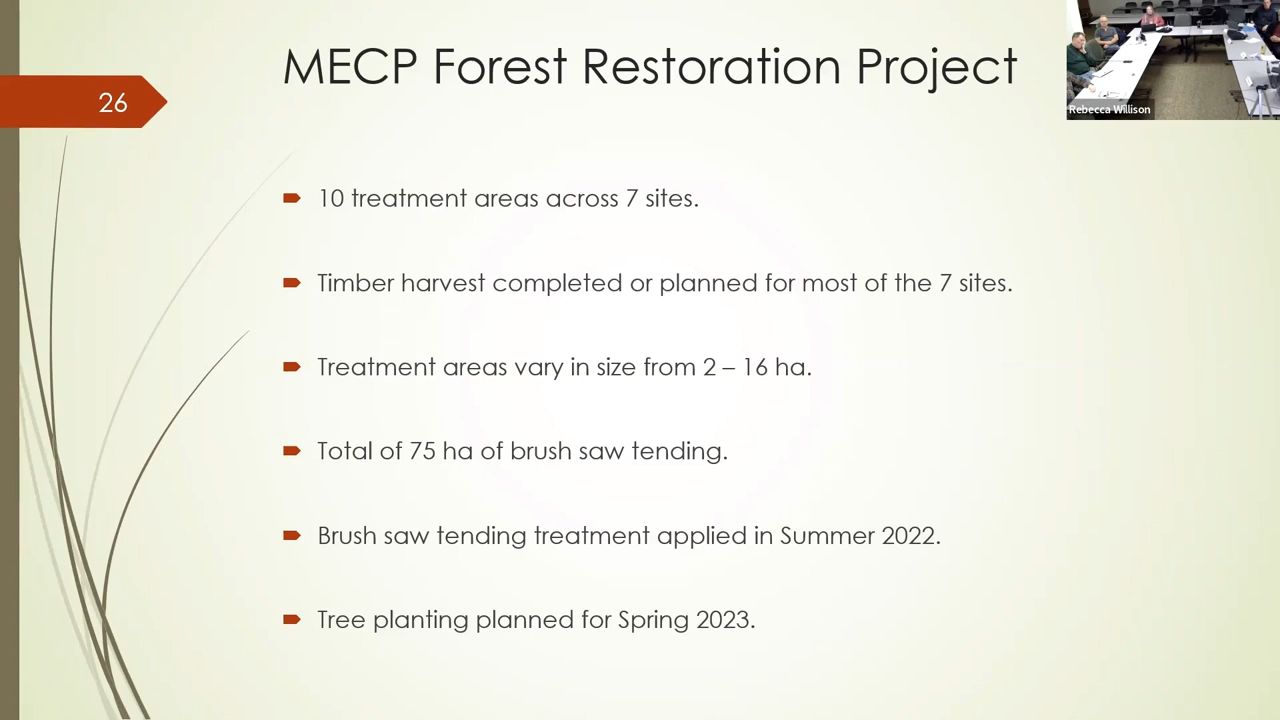 MECP Forest Restoration Project
26
Rebecca Willison
10 treatment areas across 7 sites.
Timber harvest completed or planned for most of the 7 sites.
Treatment areas vary in size from 2 – 16 ha.
Total of 75 ha of brush saw tending.
Brush saw tending treatment applied in Summer 2022.
Tree planting planned for Spring 2023.